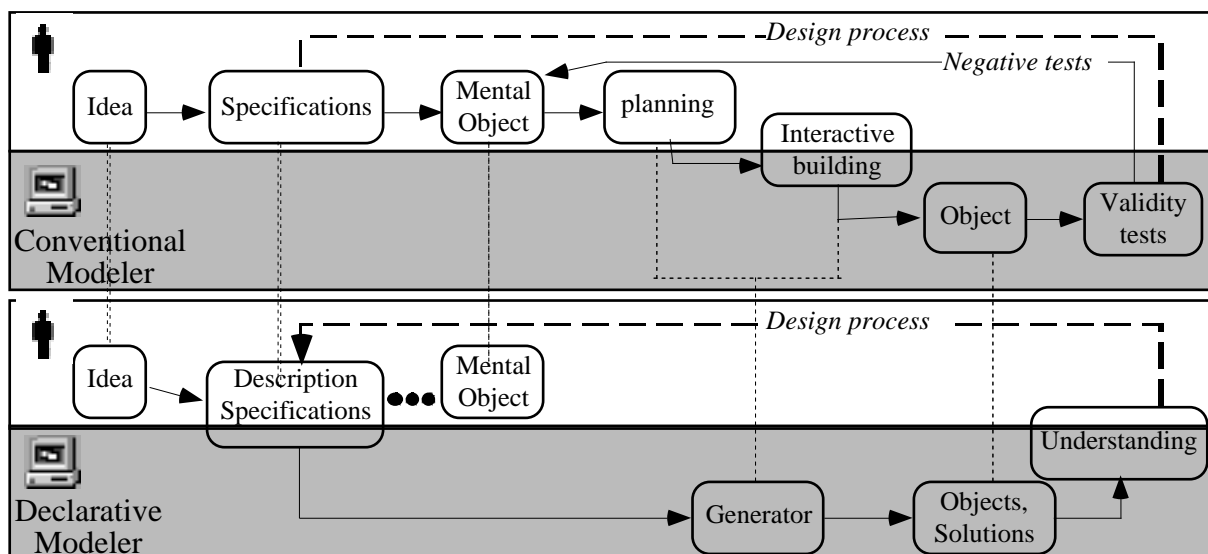 Design process
Negative tests
Idea
Specifications
Mental
Object
planning
Interactive
building
Object
Validity
tests
Conventional
Modeler
Design process
Idea
Description
Specifications
Mental
Object
Understanding
Generator
Objects,
Solutions
Declarative
Modeler